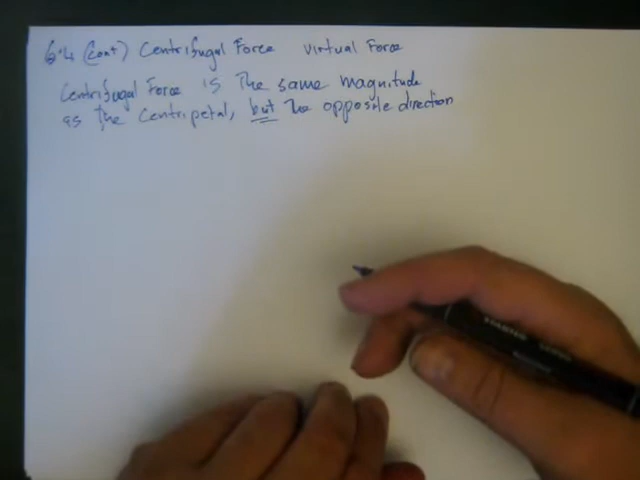 6.4 (cont) Centrifugal Force virtual Force
Centrifugal Force is the same magnitude
as the Centripetal, but the opposite direction